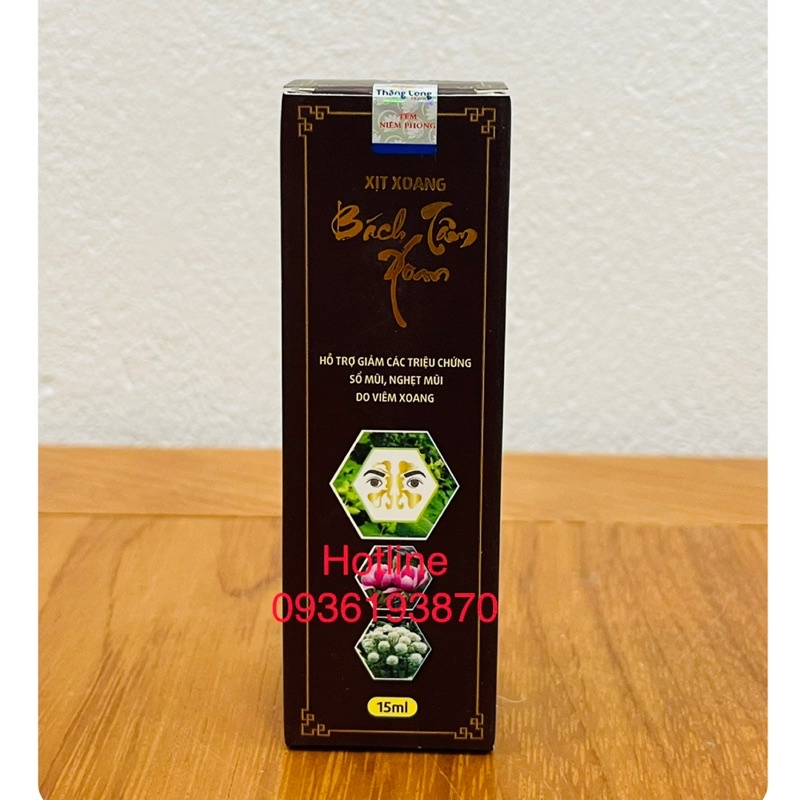 Thăng Long
TEM
NIÊM PHONG
XỊT XOANG
Bách Tâm
Xoan
HỖ TRỢ GIẢM CÁC TRIỆU CHỨNG
SỔ MŨI, NGHẸT MŨI
DO VIÊM XOANG
Hotline
0936193870
15ml